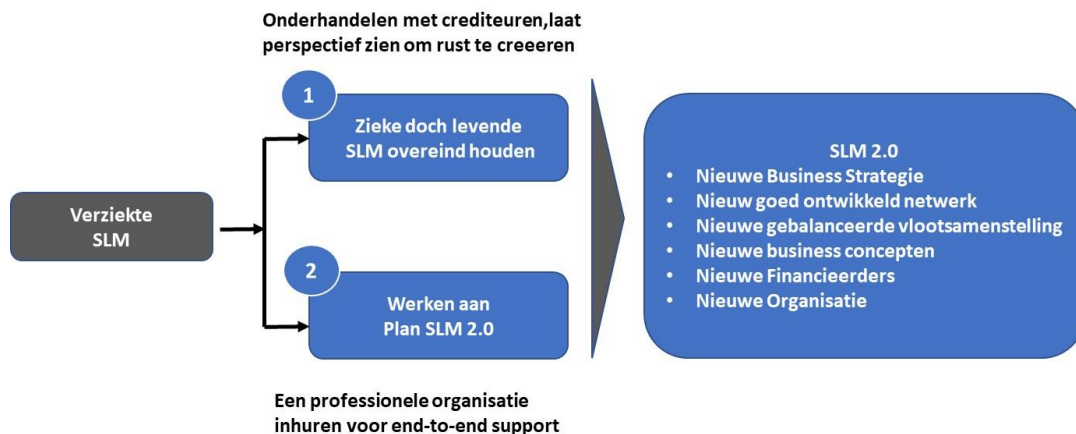 Onderhandelen met crediteuren,laat
perspectief zien om rust te creeeren
1
Zieke doch levende
SLM overeind houden
Verziekte
SLM
2
Werken aan
Plan SLM 2.0
Een professionele organisatie
inhuren voor end-to-end support
SLM 2.0
• Nieuwe Business Strategie
• Nieuw goed ontwikkeld netwerk
• Nieuwe gebalanceerde vlootsamenstelling
• Nieuwe business concepten
• Nieuwe Financieerders
• Nieuwe Organisatie